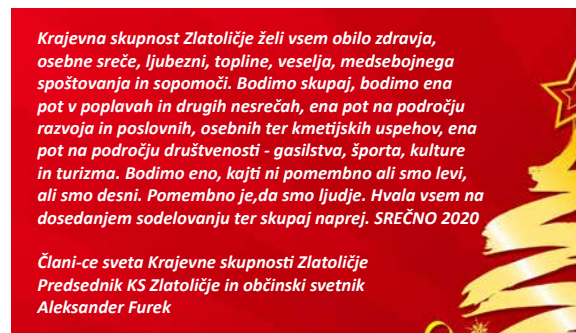 Krajevna skupnost Zlatoličje želi vsem obilo zdravja,
osebne sreče, ljubezni, topline, veselja, medsebojnega
spoštovanja in sopomoči. Bodimo skupaj, bodimo ena
pot v poplavah in drugih nesrečah, ena pot na področju
razvoja in poslovnih, osebnih ter kmetijskih uspehov, ena
pot na področju društvenosti - gasilstva, športa, kulture
in turizma. Bodimo eno, kajti ni pomembno ali smo levi,
ali smo desni. Pomembno je,da smo ljudje. Hvala vsem na
dosedanjem sodelovanju ter skupaj naprej. SREČNO 2020
Člani-ce sveta Krajevne skupnosti Zlatoličje
Predsednik KS Zlatoličje in občinski svetnik
Aleksander Furek